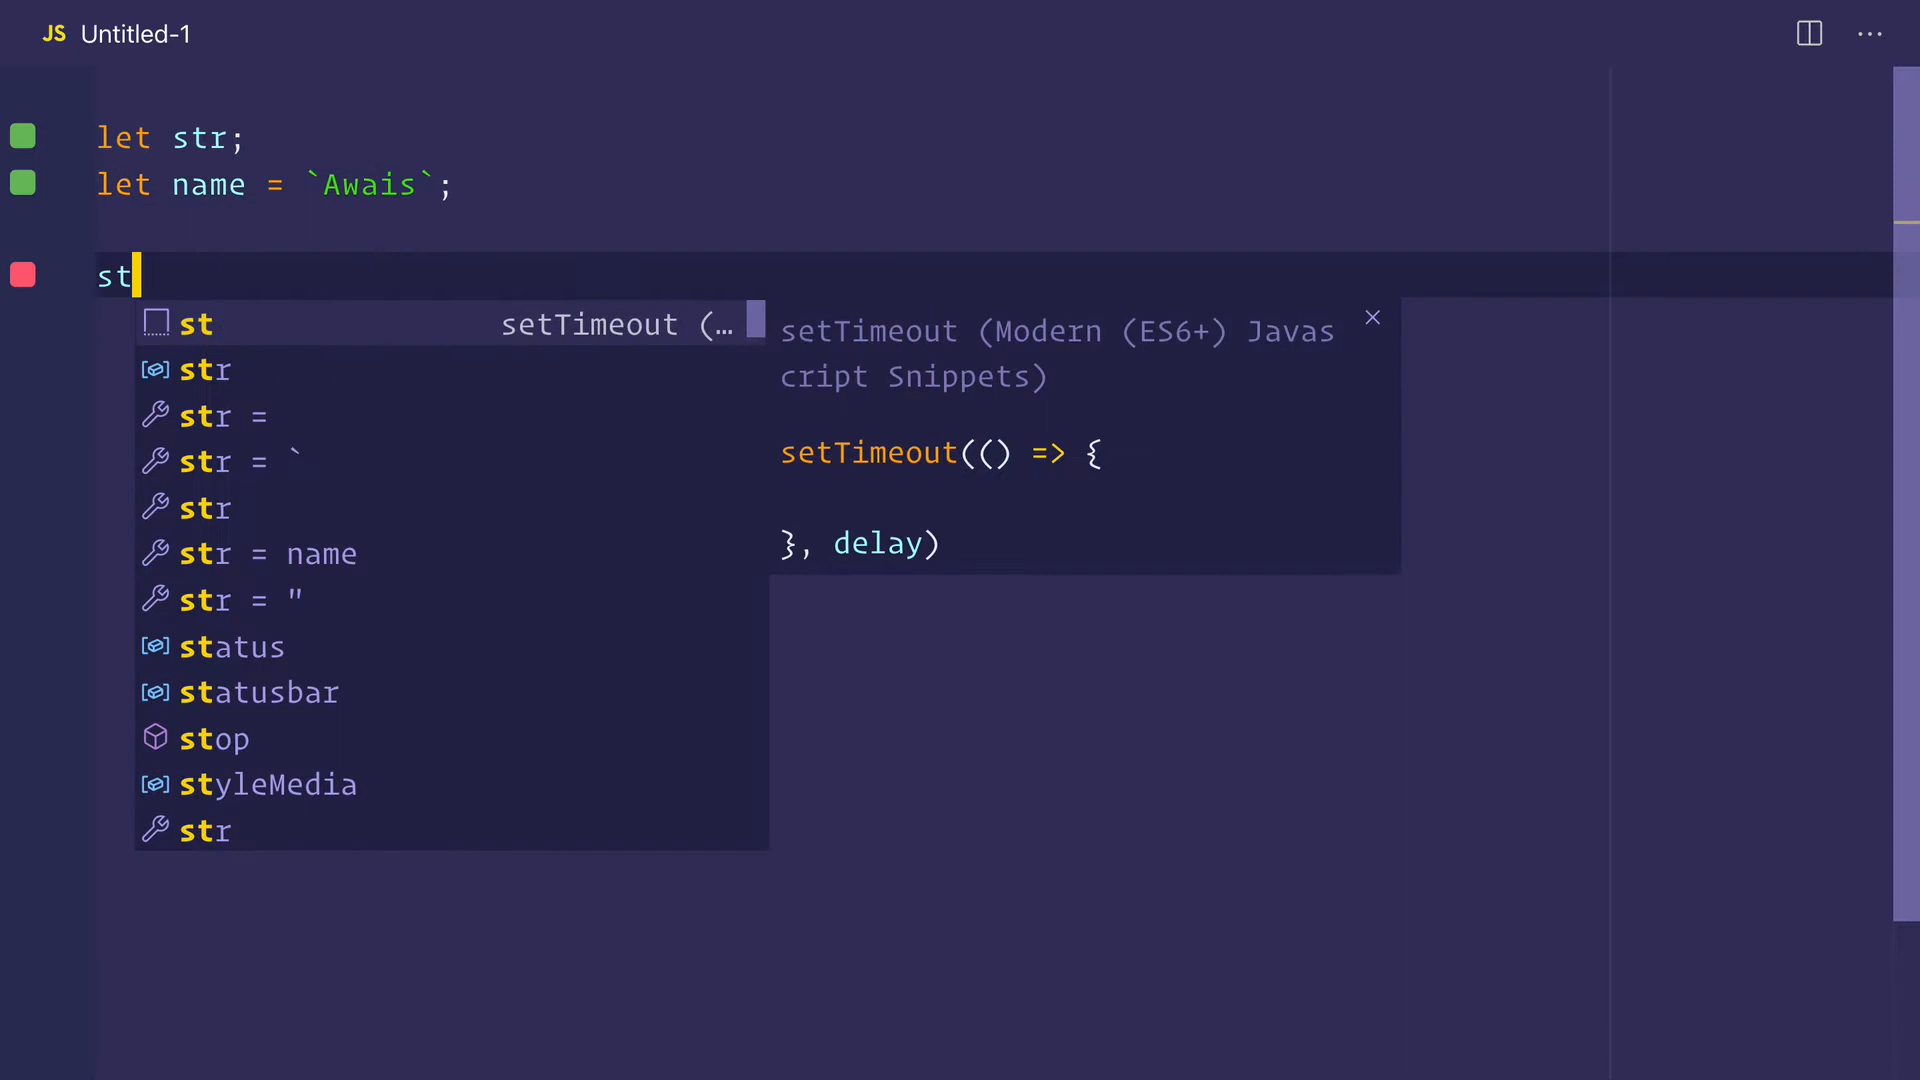 JS Untitled-1 ...
let str;
let name = `Awais`;
st
st setTimeout (…
str
str =
str = `
str
str = name
str = "
status
statusbar
stop
styleMedia
str
setTimeout (Modern (ES6+) Javas
cript Snippets)
setTimeout(() => {
}, delay)